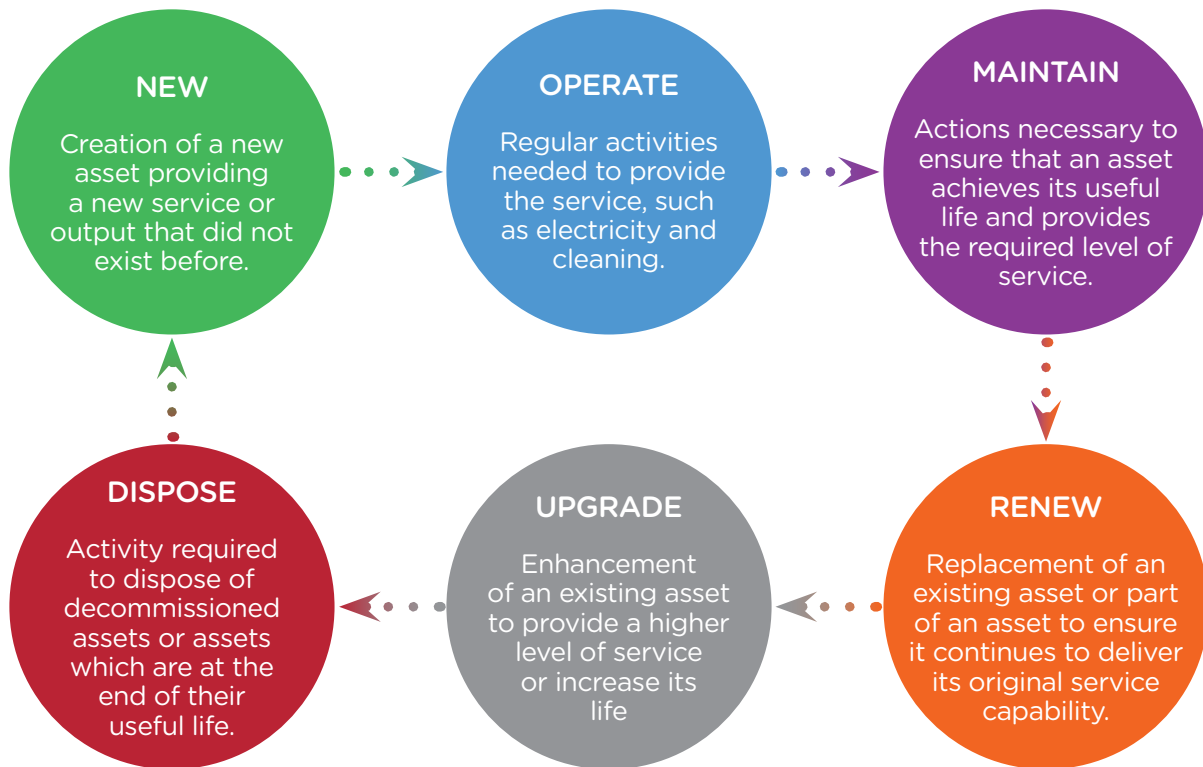 NEW
Creation of a new
asset providing
a new service or
output that did not
exist before.
OPERATE
Regular activities
needed to provide
the service, such
as electricity and
cleaning.
MAINTAIN
Actions necessary to
ensure that an asset
achieves its useful
life and provides
the required level of
service.
DISPOSE
Activity required
to dispose of
decommissioned
assets or assets
which are at the
end of their
useful life.
UPGRADE
Enhancement
of an existing asset
to provide a higher
level of service
or increase its
life
RENEW
Replacement of an
existing asset or part
of an asset to ensure
it continues to deliver
its original service
capability.